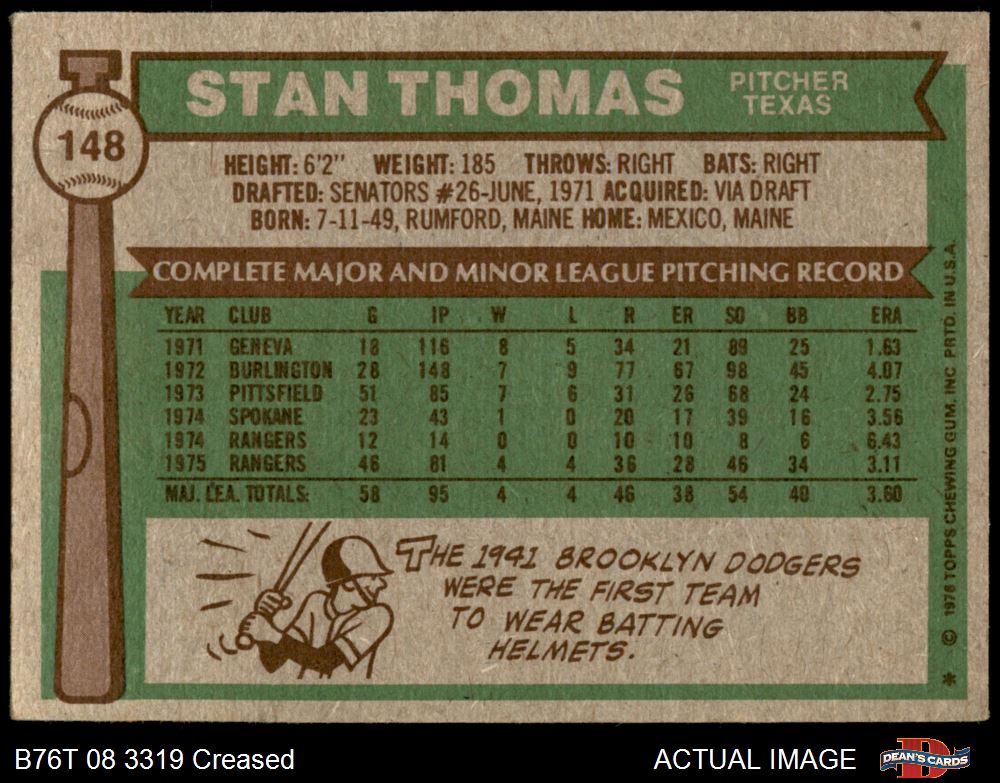 148
STAN THOMAS
PITCHER
TEXAS
HEIGHT: 6'2" WEIGHT: 185 THROWS: RIGHT BATS: RIGHT
DRAFTED: SENATORS #26-JUNE, 1971 ACQUIRED: VIA DRAFT
BORN: 7-11-49, RUMFORD, MAINE HOME: MEXICO, MAINE
COMPLETE MAJOR AND MINOR LEAGUE PITCHING RECORD
YEAR CLUB G IP W L R ER SO BB ERA
1971 GENEVA 18 116 8 5 34 21 89 25 1.63
1972 BURLINGTON 28 148 7 9 77 67 98 45 4.07
1973 PITTSFIELD 51 85 7 6 31 26 68 24 2.75
1974 SPOKANE 23 43 1 0 20 17 39 16 3.56
1974 RANGERS 12 14 0 0 10 10 8 6 6.43
1975 RANGERS 46 81 4 4 36 28 46 34 3.11
MAJ. LEA. TOTALS: 58 95 4 4 46 38 54 40 3.60
THE 1941 BROOKLYN DODGERS
WERE THE FIRST TEAM
TO WEAR BATTING
HELMETS.
* © 1976 TOPPS CHEWING GUM, INC PRTD. IN U.S.A.
B76T 08 3319 Creased
ACTUAL IMAGE
D
DEAN'S CARDS